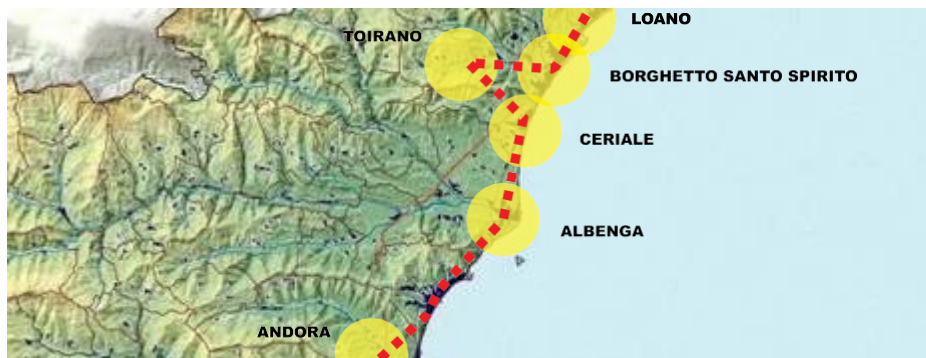 LOANO
TOIRANO
BORGHETTO SANTO SPIRITO
CERIALE
ALBENGA
ANDORA